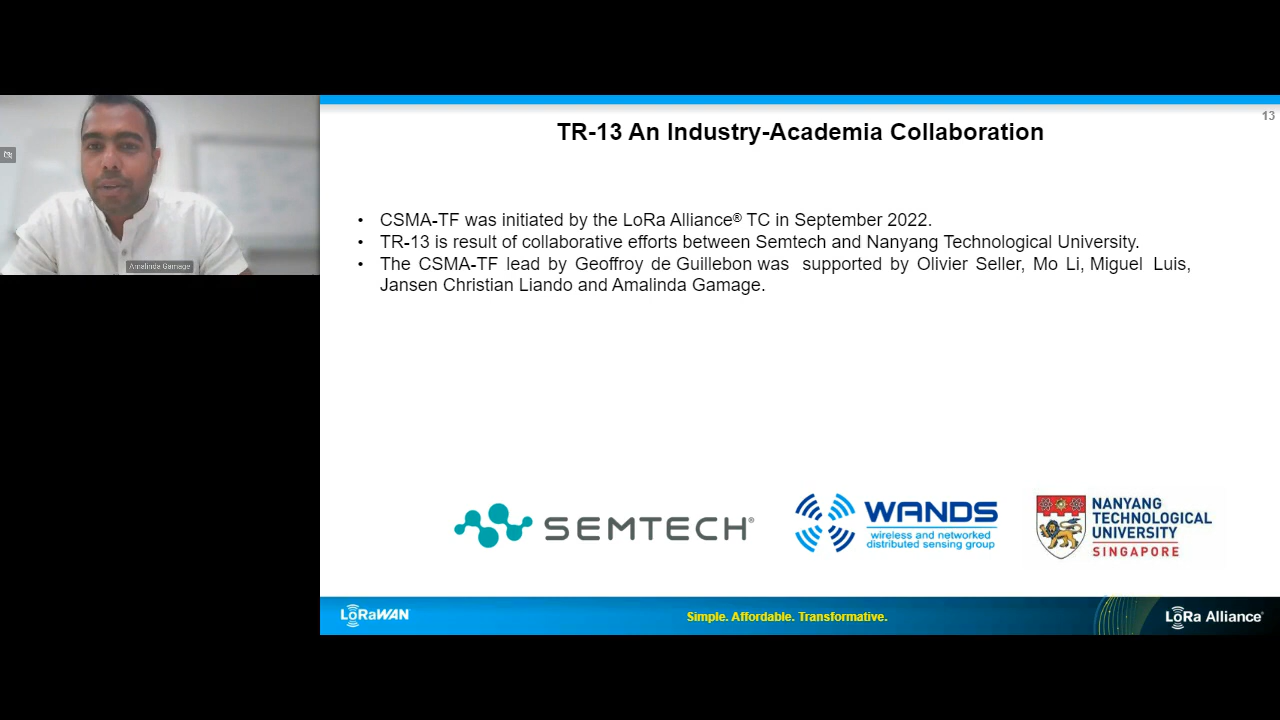 13
TR-13 An Industry-Academia Collaboration
• CSMA-TF was initiated by the LoRa Alliance® TC in September 2022.
• TR-13 is result of collaborative efforts between Semtech and Nanyang Technological University.
• The CSMA-TF lead by Geoffroy de Guillebon was supported by Olivier Seller, Mo Li, Miguel Luis,
Jansen Christian Liando and Amalinda Gamage.
Amalinda Gamage
SEMTECH®
WANDS
wireless and networked
distributed sensing group
NANYANG
TECHNOLOGICAL
UNIVERSITY
SINGAPORE
LoRaWAN
Simple. Affordable. Transformative.
LoRa Alliance®